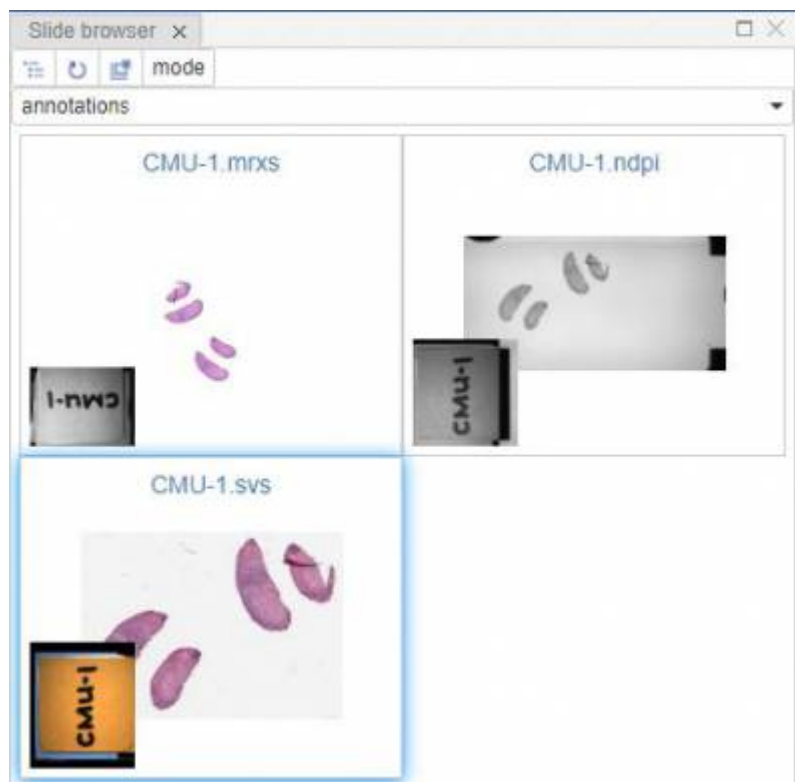 Slide browser
mode
annotations
CMU-1.mrxs
CMU-1.ndpi
CMU-1
CMU-1
CMU-1.svs
CMU-1